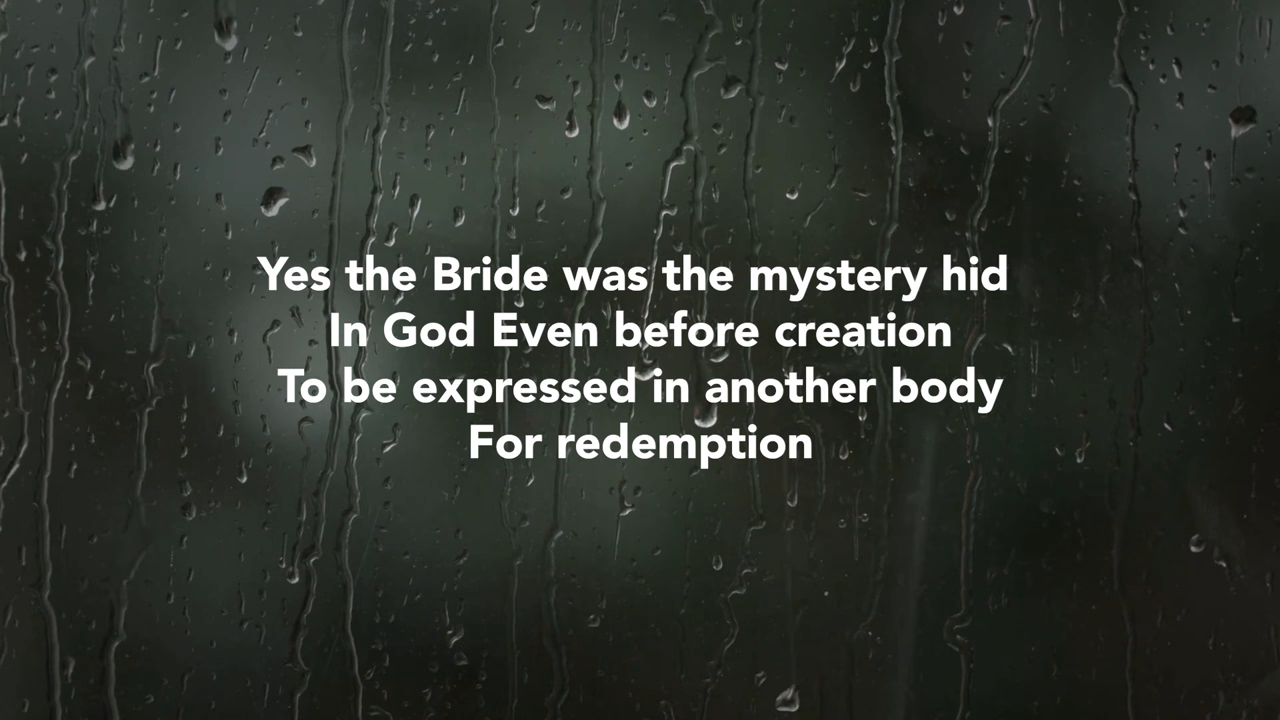 Yes the Bride was the mystery hid
In God Even before creation
To be expressed in another body
For redemption